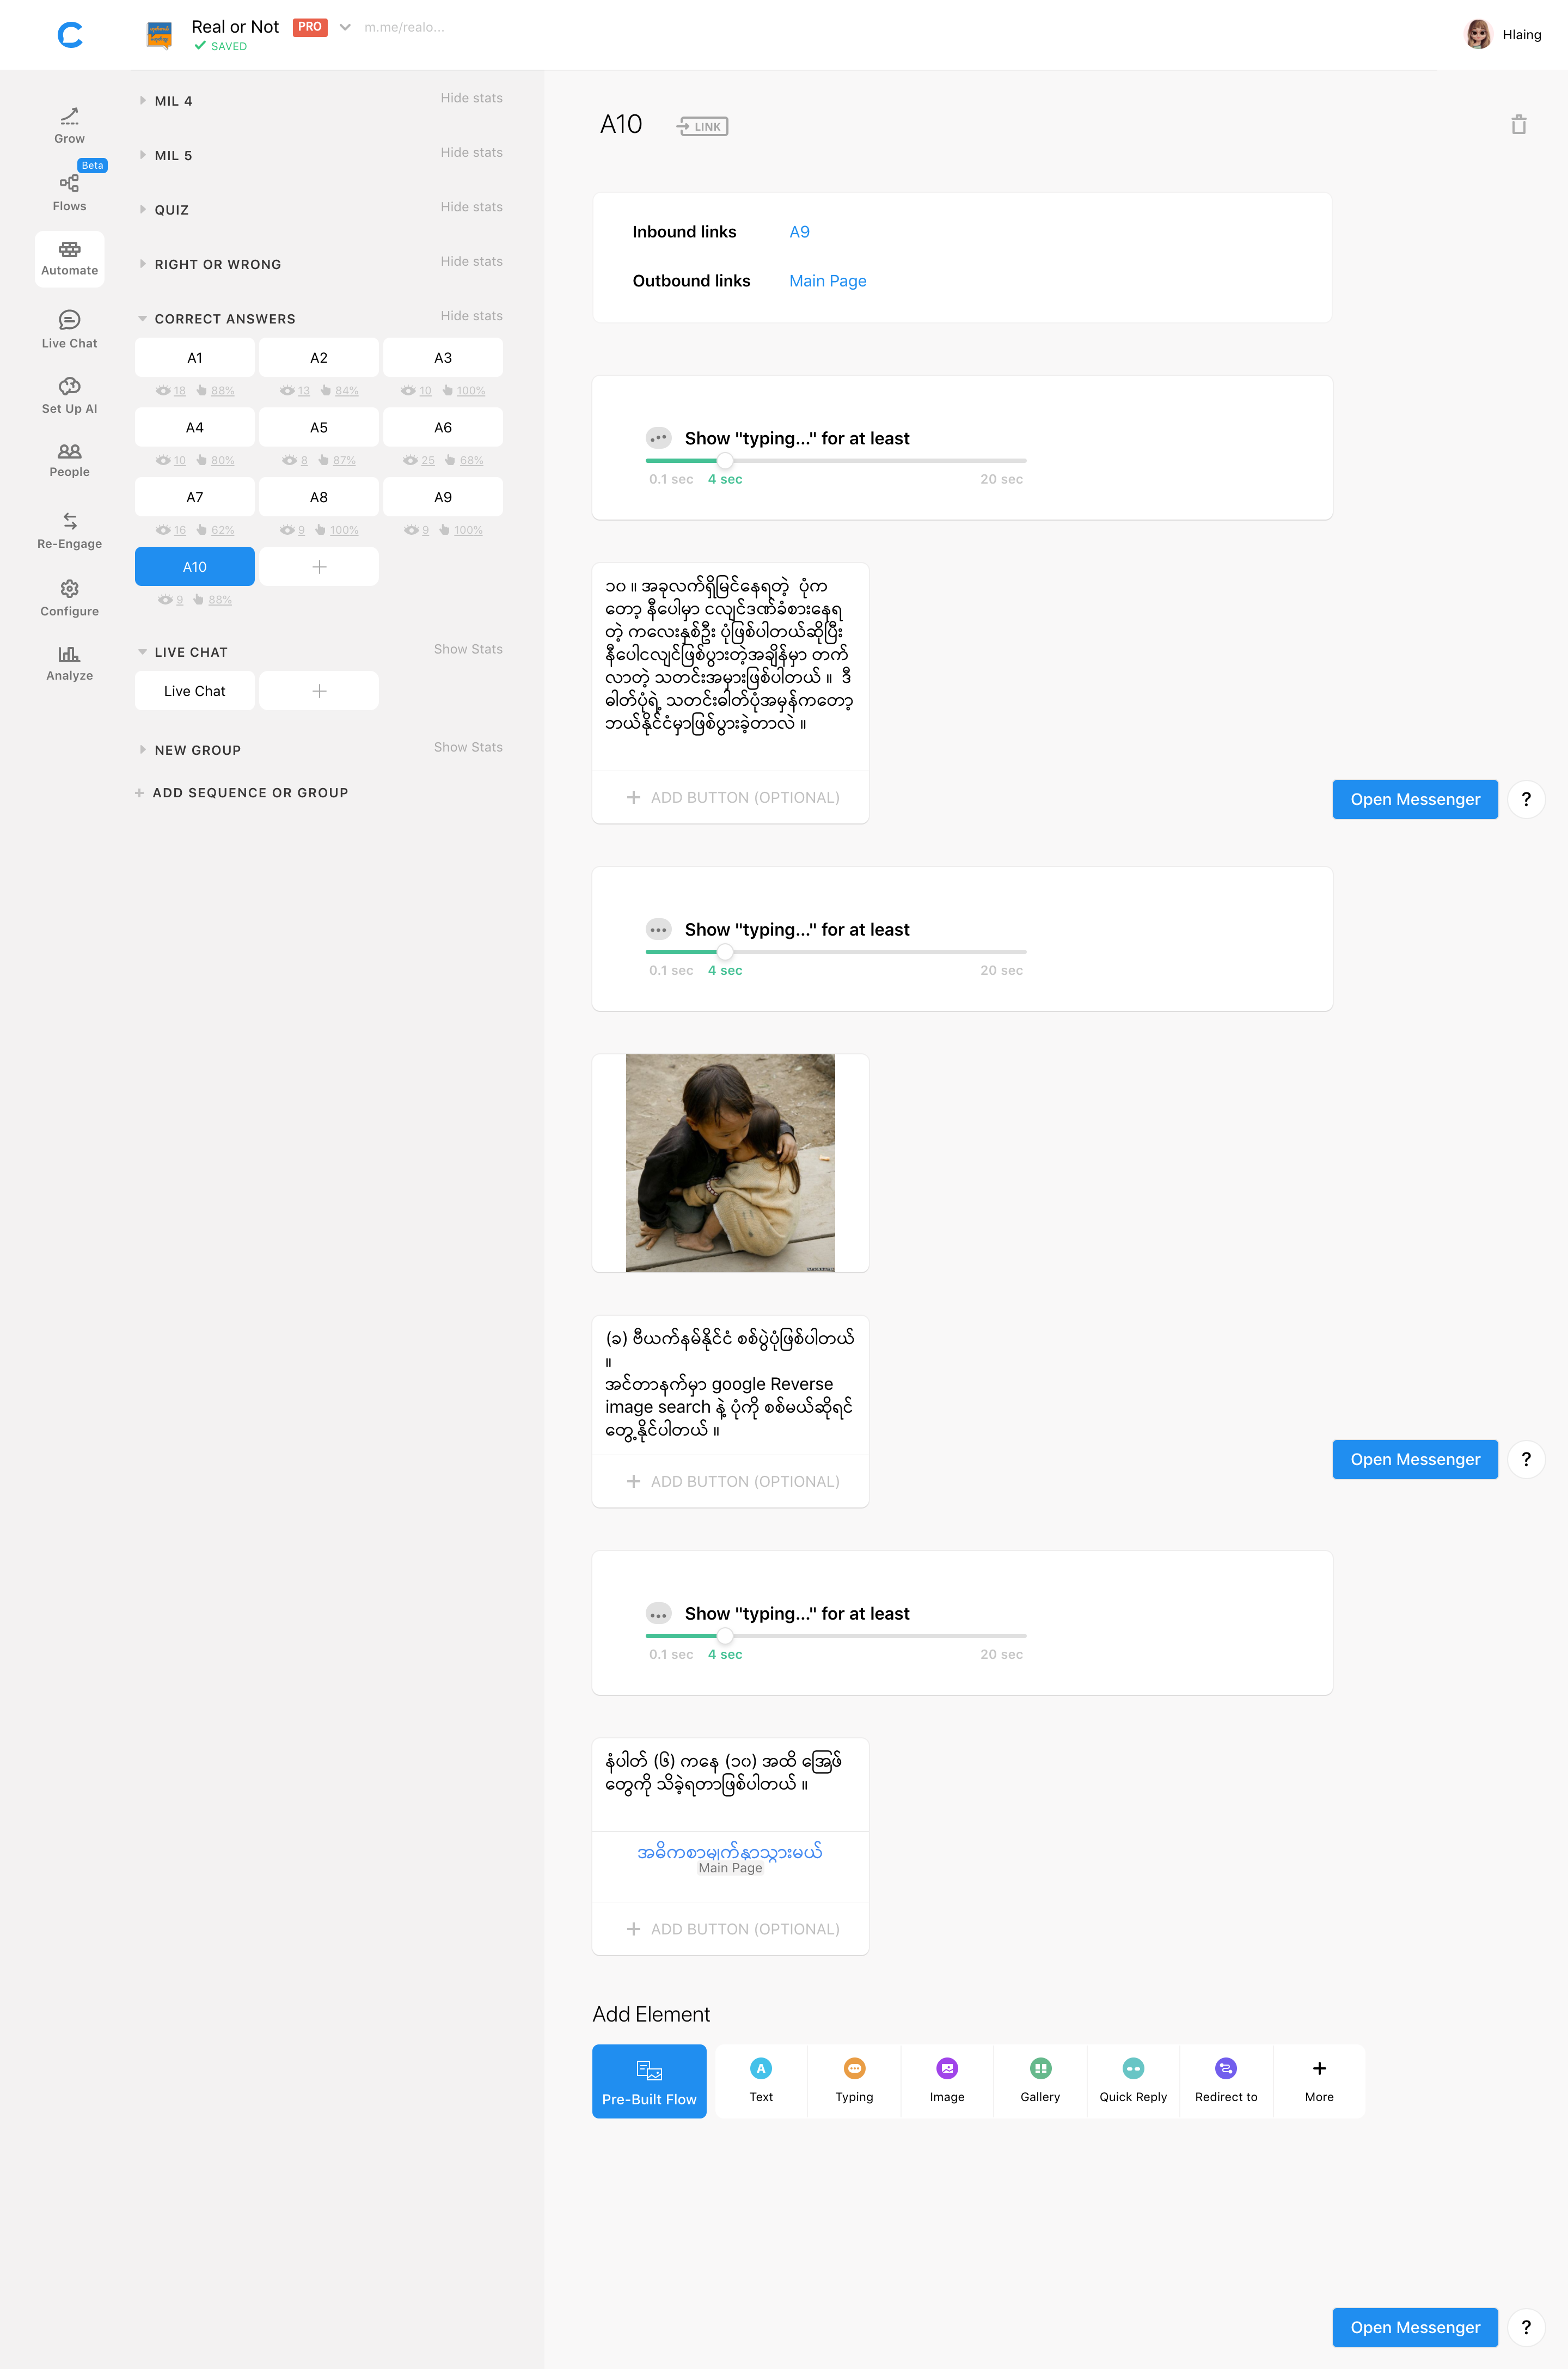 Real or Not
PRO
m.me/realo...
SAVED
Hlaing
Grow
Beta
Flows
Automate
Live Chat
Set Up AI
People
Re-Engage
Configure
Analyze
MIL 4
Hide stats
MIL 5
Hide stats
QUIZ
Hide stats
RIGHT OR WRONG
Hide stats
CORRECT ANSWERS
Hide stats
A1 A2 A3
18 88% 13 84% 10 100%
A4 A5 A6
10 80% 8 87% 25 68%
A7 A8 A9
16 62% 9 100% 9 100%
A10
9 88%
LIVE CHAT
Show Stats
Live Chat
NEW GROUP
Show Stats
ADD SEQUENCE OR GROUP
A10
LINK
Inbound links A9
Outbound links Main Page
Show "typing..." for at least
0.1 sec 4 sec 20 sec
၁၀ ။ အခုလက်ရှိမြင်နေရတဲ့ ပုံက
တော့ နီပေါမှာ ငလျင်ဒဏ်ခံစားနေရ
တဲ့ ကလေးနှစ်ဦး ပုံဖြစ်ပါတယ်ဆိုပြီး
နီပေါငလျင်ဖြစ်ပွားတဲ့အချိန်မှာ တက်
လာတဲ့ သတင်းအမှားဖြစ်ပါတယ် ။ ဒီ
ဓါတ်ပုံရဲ့ သတင်းဓါတ်ပုံအမှန်ကတော့
ဘယ်နိုင်ငံမှာဖြစ်ပွားခဲ့တာလဲ ။
ADD BUTTON (OPTIONAL)
Open Messenger ?
Show "typing..." for at least
0.1 sec 4 sec 20 sec
(ခ) ဗီယက်နမ်နိုင်ငံ စစ်ပွဲပုံဖြစ်ပါတယ်
။
အင်တာနက်မှာ google Reverse
image search နဲ့ ပုံကို စစ်မယ်ဆိုရင်
တွေ့နိုင်ပါတယ် ။
ADD BUTTON (OPTIONAL)
Open Messenger ?
Show "typing..." for at least
0.1 sec 4 sec 20 sec
နံပါတ် (၆) ကနေ (၁၀) အထိ အြေဖ်
တွေကို သိခဲ့ရတာဖြစ်ပါတယ် ။
အဓိကစာမျက်နှာသွားမယ်
Main Page
ADD BUTTON (OPTIONAL)
Add Element
Pre-Built Flow
Text
Typing
Image
Gallery
Quick Reply
Redirect to
More
Open Messenger ?